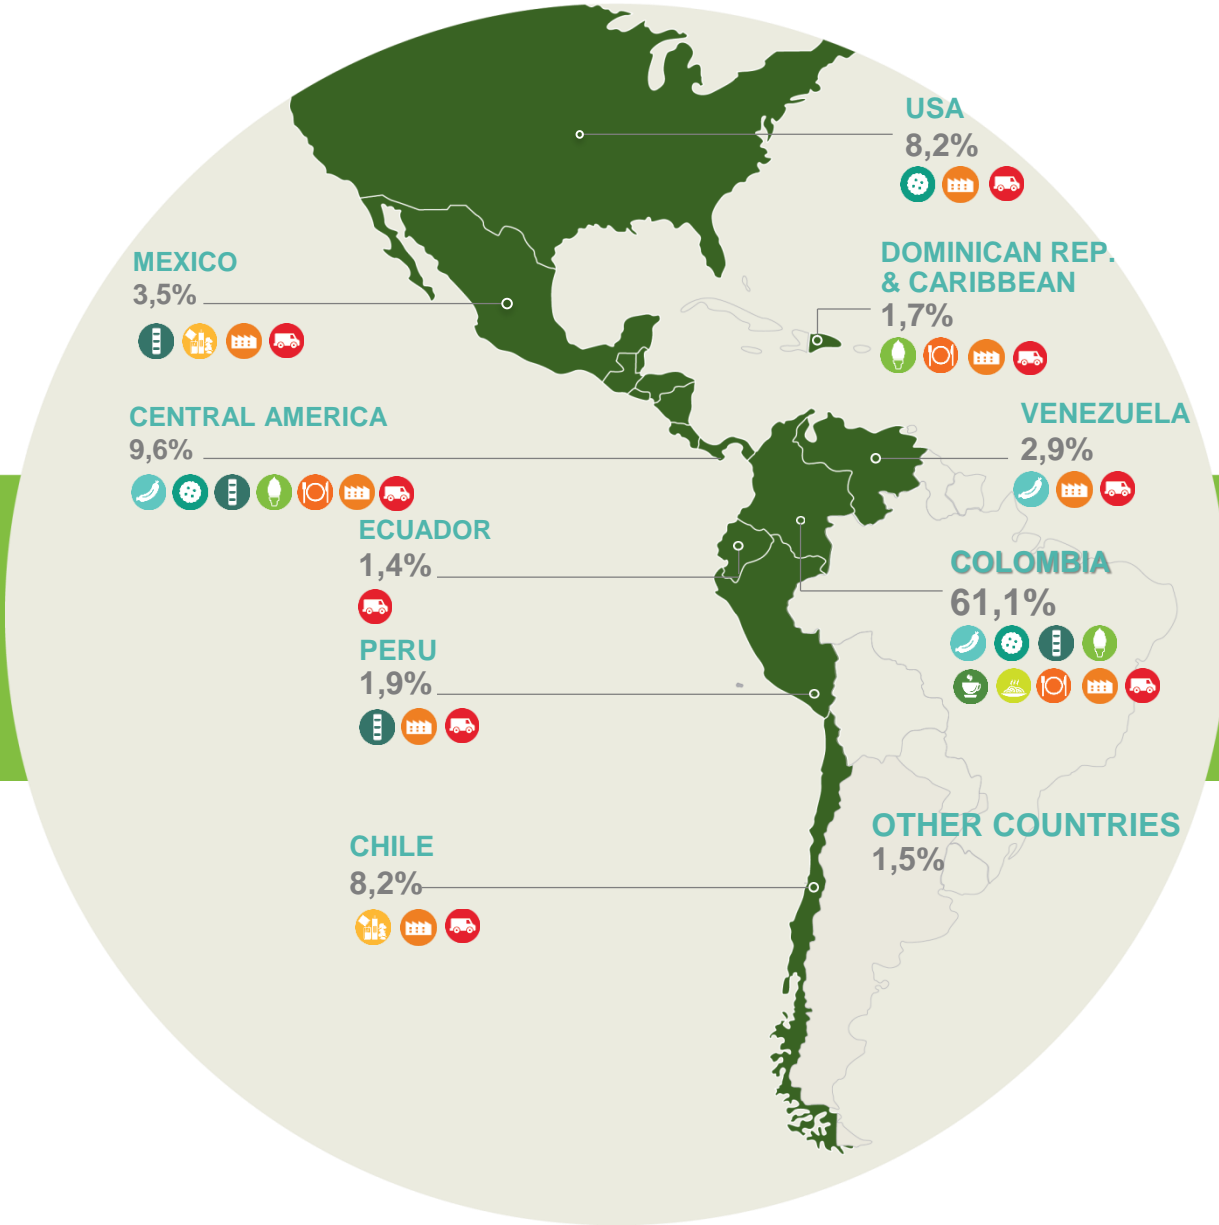 USA
8,2%
MEXICO
3,5%
DOMINICAN REP.
& CARIBBEAN
1,7%
CENTRAL AMERICA
9,6%
VENEZUELA
2,9%
ECUADOR
1,4%
COLOMBIA
61,1%
PERU
1,9%
OTHER COUNTRIES
1,5%
CHILE
8,2%